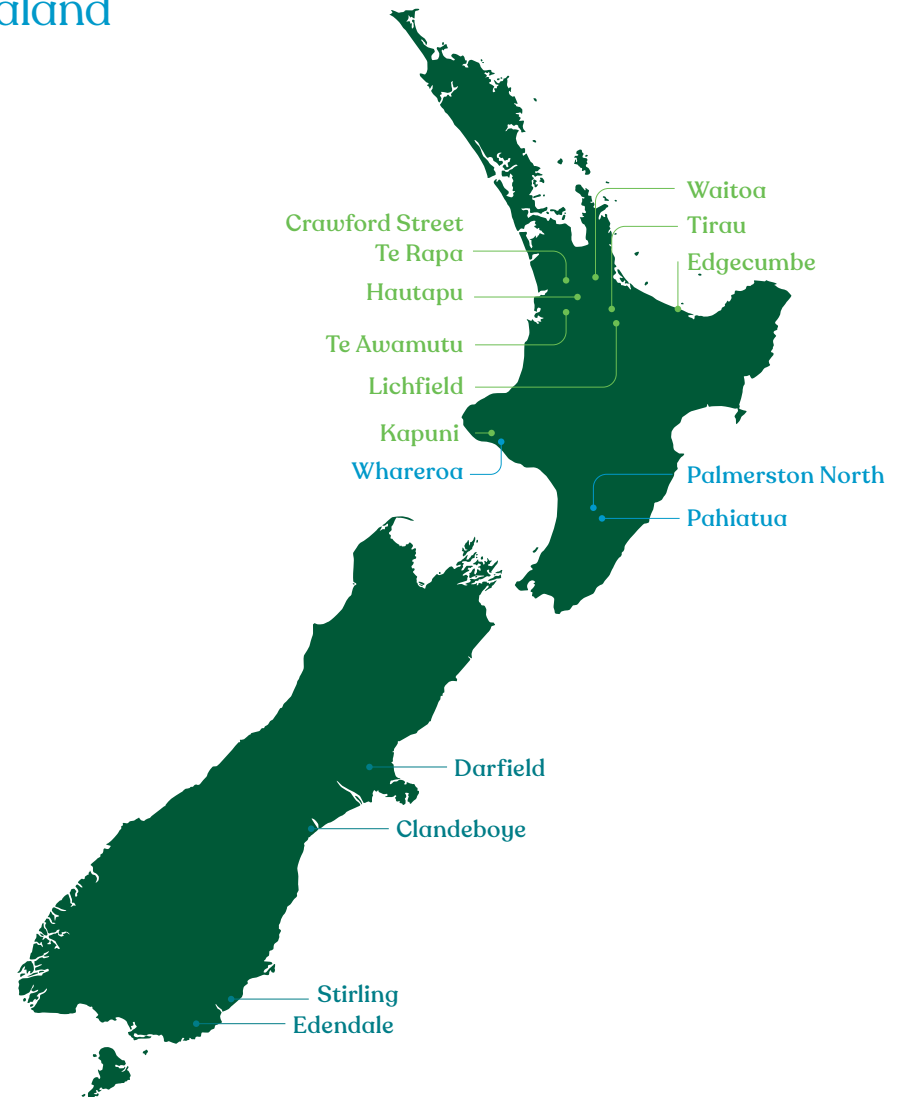 aland
Waitoa
Crawford Street
Tirau
Te Rapa
Edgecumbe
Hautapu
Te Awamutu
Lichfield
Kapuni
Whareroa
Palmerston North
Pahiatua
Darfield
Clandeboye
Stirling
Edendale